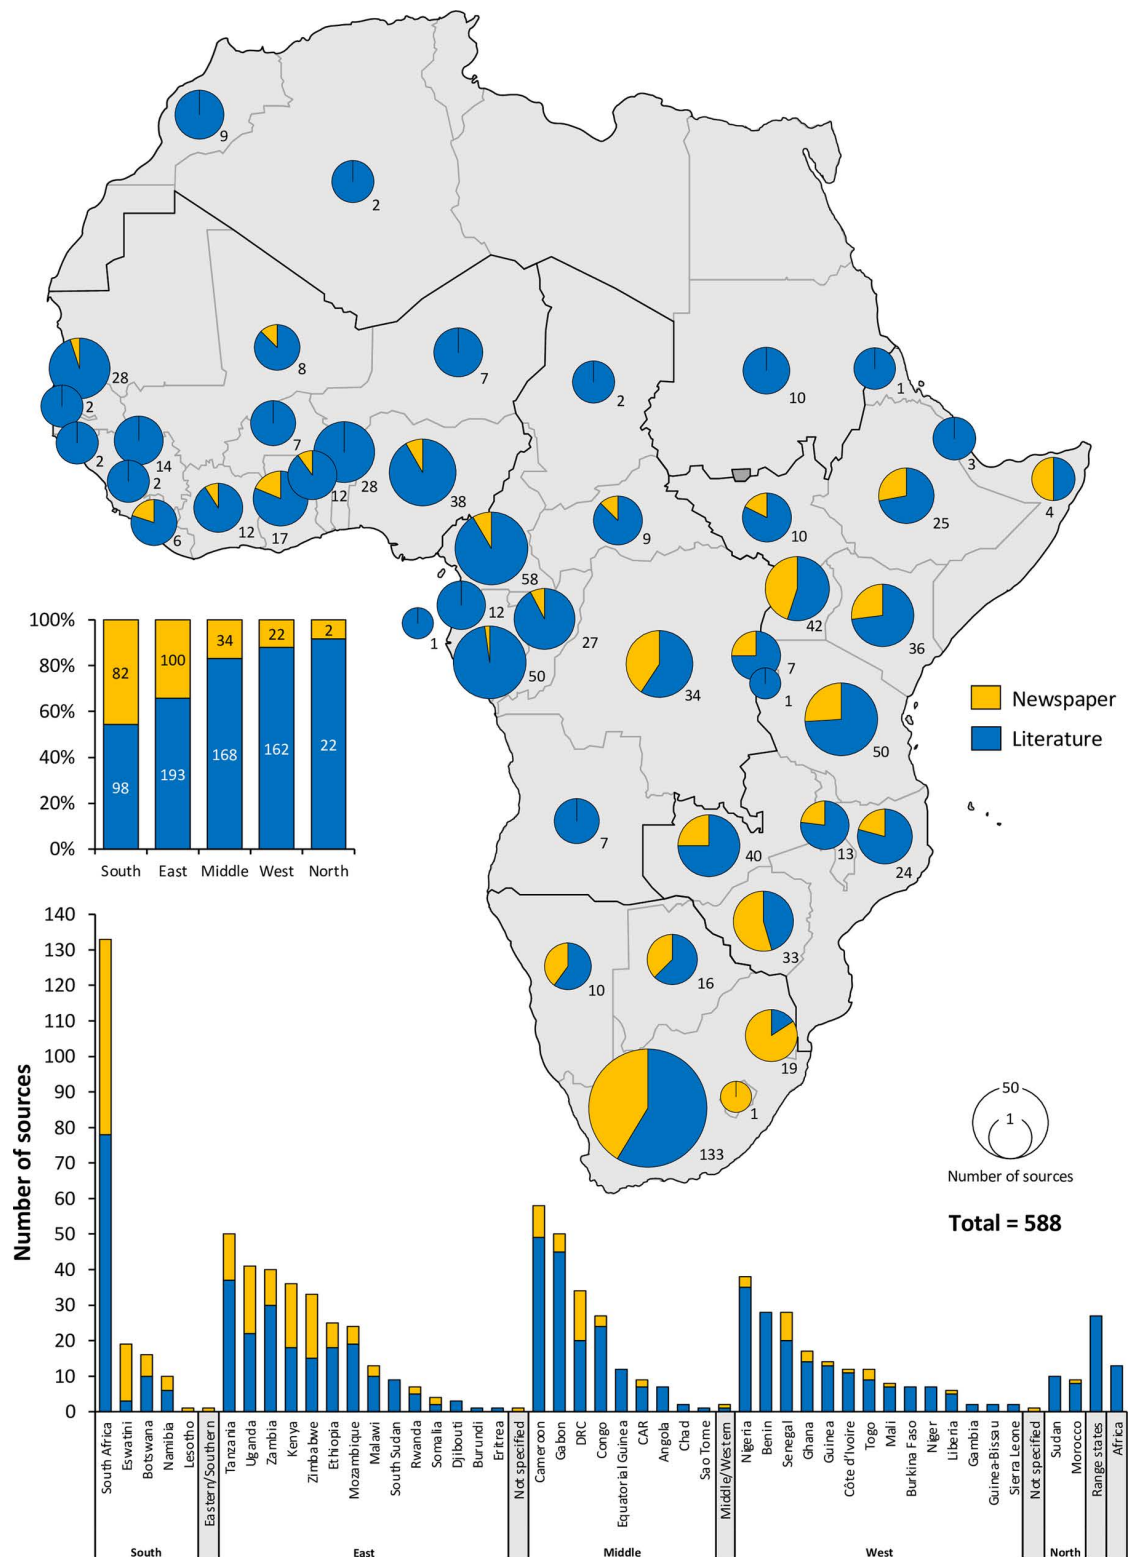 9
2
28
8
7
2
10
1
2
7
3
2
14
2
12
28
38
25
4
6
12
17
9
10
58
42
1
12
27
36
50
34
7
1
50
100%
80%
60%
40%
20%
0%
82
100
34
22
2
98
193
168
162
22
South
East
Middle
West
North
Newspaper
Literature
7
40
13
24
33
10
16
19
1
133
50
1
Number of sources
Total = 588
Number of sources
140
130
120
110
100
90
80
70
60
50
40
30
20
10
0
South Africa
Eswatini
Botswana
Namibia
Lesotho
Eastern/Southern
Tanzania
Uganda
Zambia
Kenya
Zimbabwe
Ethiopia
Mozambique
Malawi
South Sudan
Rwanda
Somalia
Djibouti
Burundi
Eritrea
Not specified
Cameroon
Gabon
DRC
Congo
Equatorial Guinea
CAR
Angola
Chad
Sao Tome
Middle/Western
Nigeria
Benin
Senegal
Ghana
Guinea
Côte d'Ivoire
Togo
Mali
Burkina Faso
Niger
Liberia
Gambia
Guinea-Bissau
Sierra Leone
Not specified
Sudan
Morocco
Range states
Africa
South
East
Middle
West
North